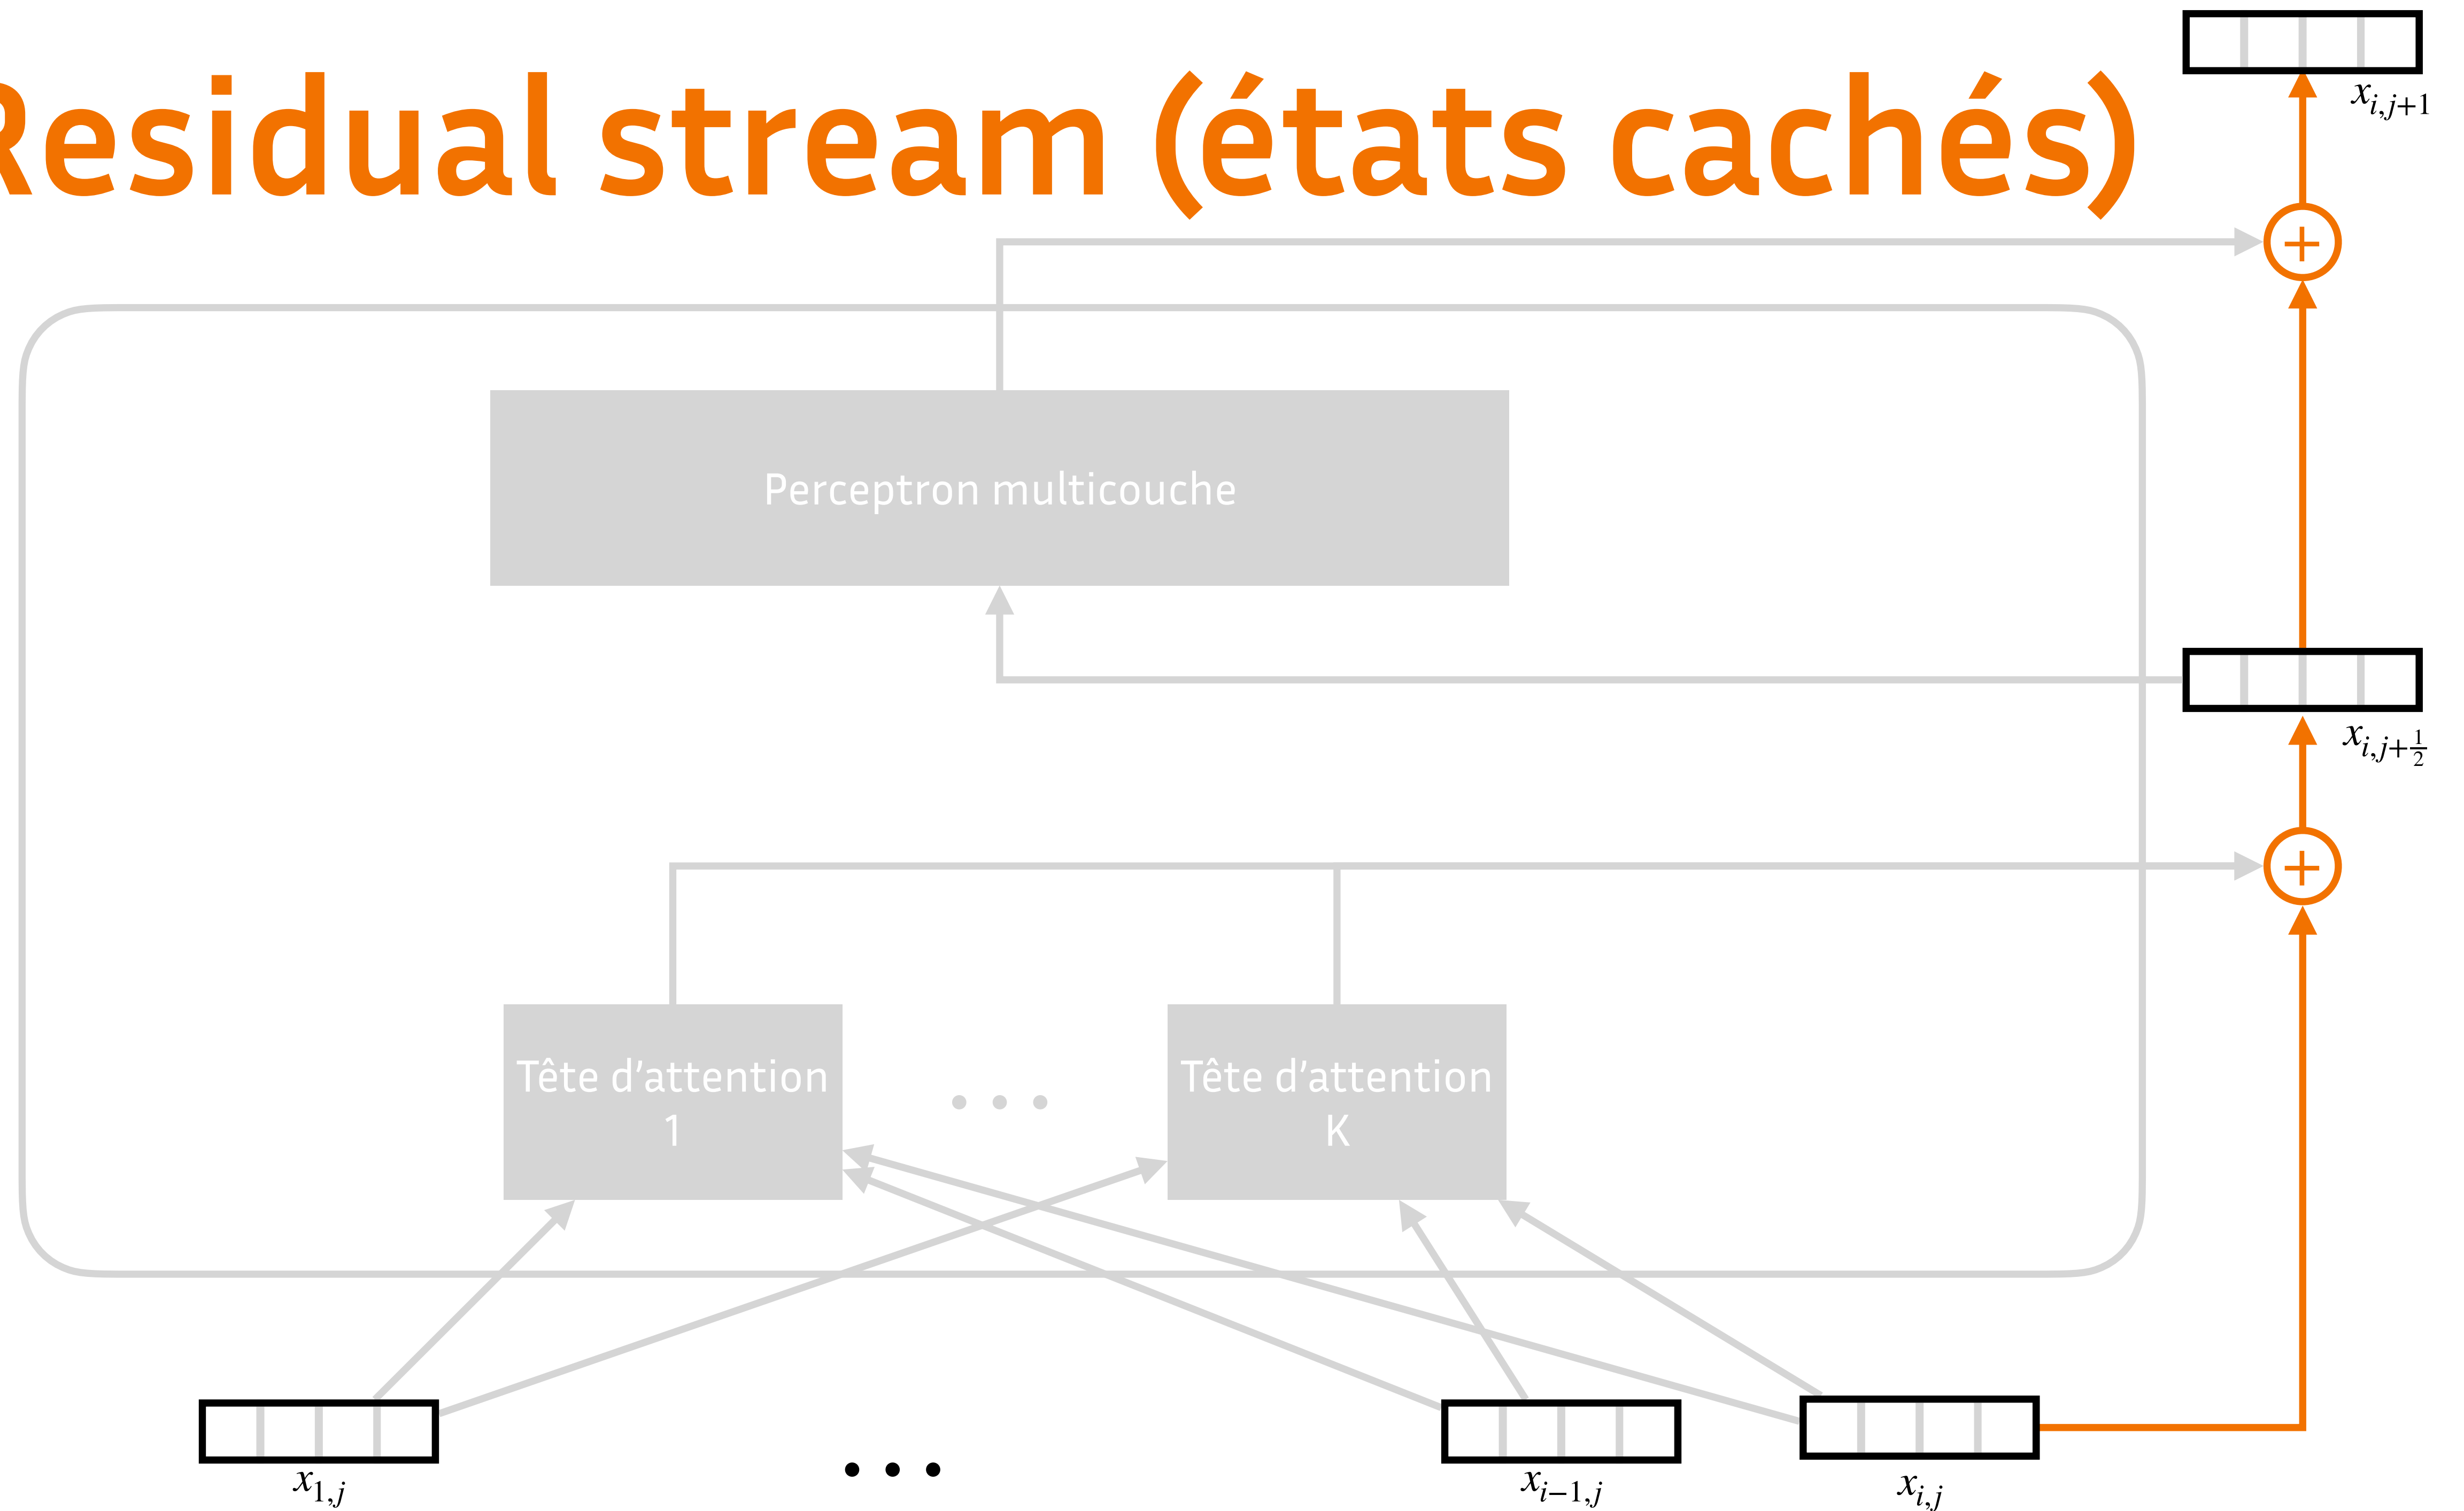 Residual stream (états cachés)
x_{i,j+1}
+
Perceptron multicouche
x_{i,j+\frac{1}{2}}
+
Tête d’attention
1
...
Tête d’attention
K
x_{1,j}
...
x_{i−1,j}
x_{i,j}